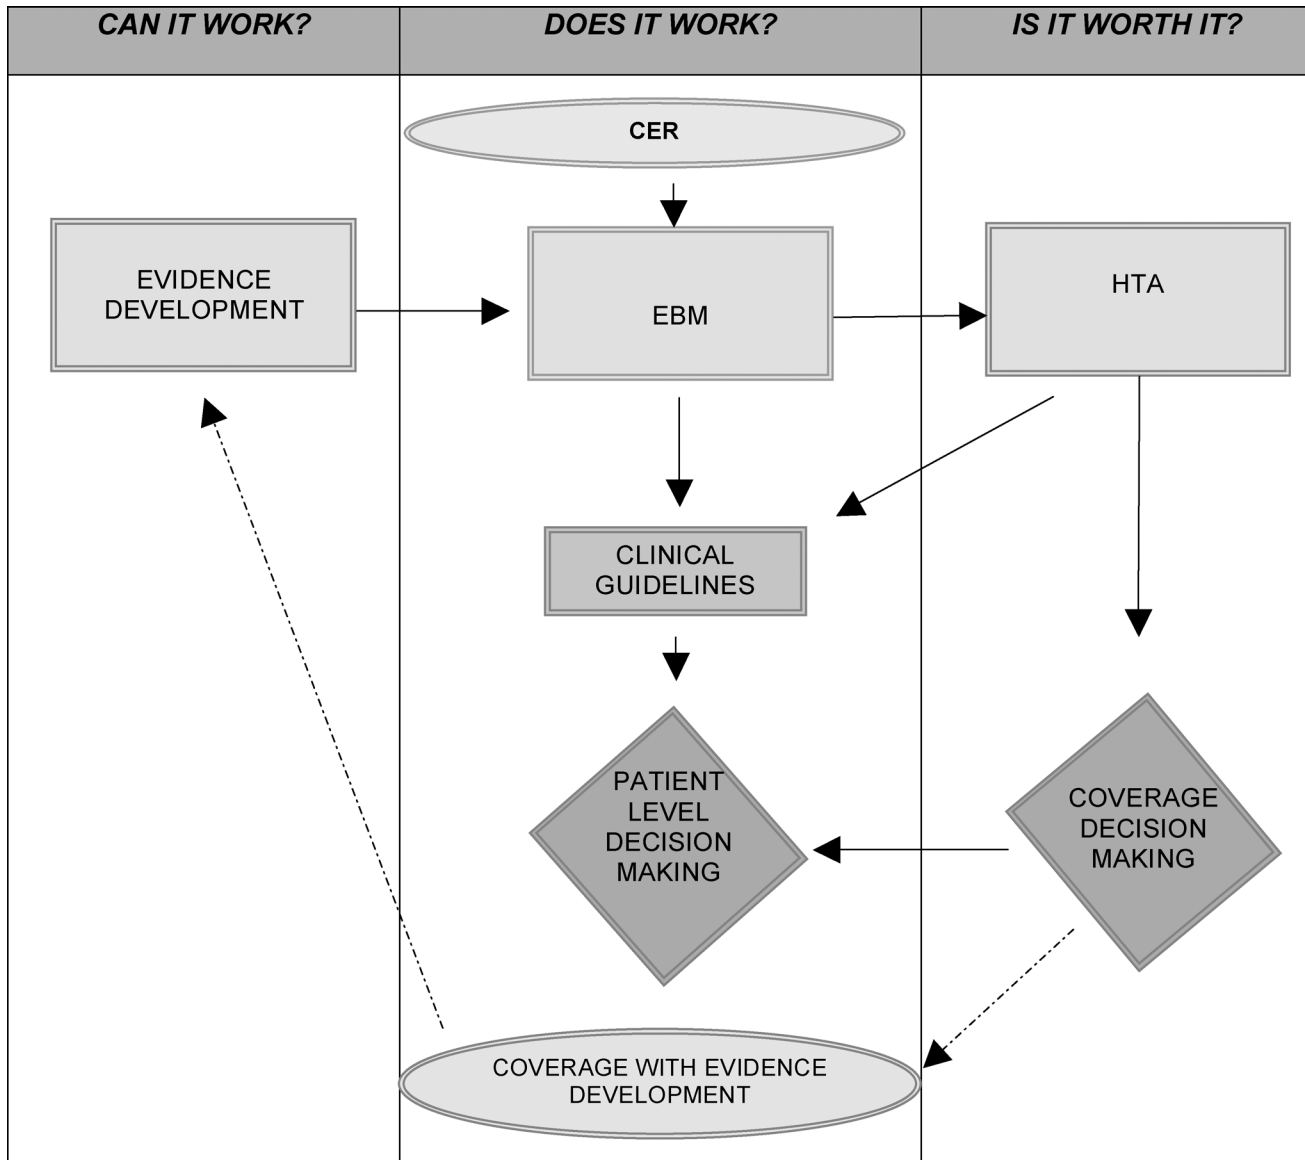 CAN IT WORK?
DOES IT WORK?
IS IT WORTH IT?
CER
EVIDENCE
DEVELOPMENT
EBM
HTA
CLINICAL
GUIDELINES
PATIENT
LEVEL
DECISION
MAKING
COVERAGE
DECISION
MAKING
COVERAGE WITH EVIDENCE
DEVELOPMENT